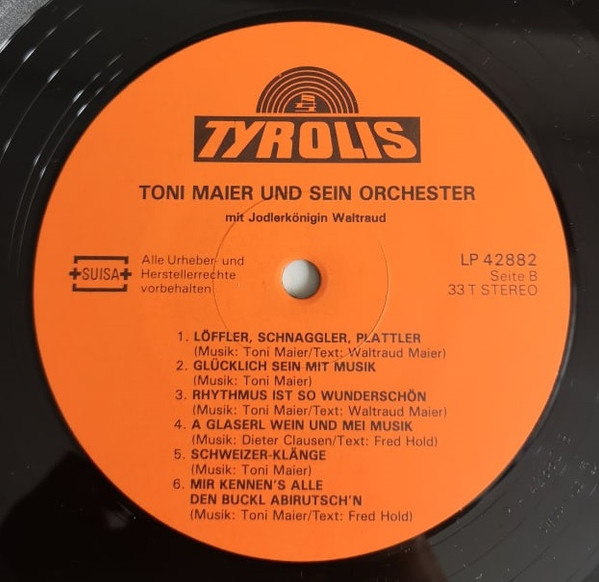 TYROLIS
TONI MAIER UND SEIN ORCHESTER
mit Jodlerkönigin Waltraud
+SUISA+
Alle Urheber- und
Herstellerrechte
vorbehalten
LP 42882
Seite B
33 T STEREO
1. LÖFFLER, SCHNAGGLER, PLATTLER
(Musik: Toni Maier/Text: Waltraud Maier)
2. GLÜCKLICH SEIN MIT MUSIK
(Musik: Toni Maier)
3. RHYTHMUS IST SO WUNDERSCHÖN
(Musik: Toni Maier/Text: Waltraud Maier)
4. A GLASERL WEIN UND MEI MUSIK
(Musik: Dieter Clausen/Text: Fred Hold)
5. SCHWEIZER-KLÄNGE
(Musik: Toni Maier)
6. MIR KENNEN'S ALLE
DEN BUCKL ABIRUTSCH'N
(Musik: Toni Maier/Text: Fred Hold)